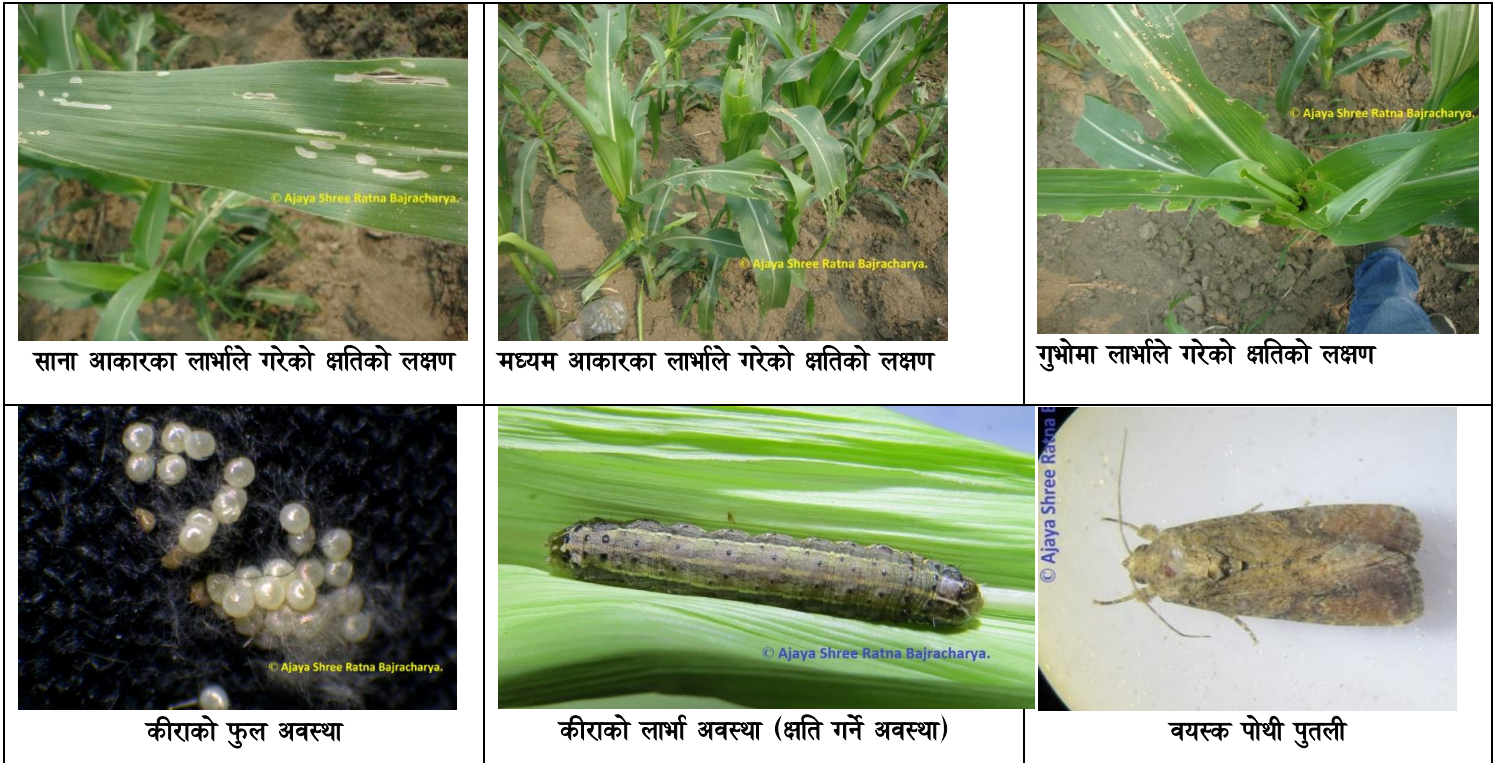 © Ajaya Shree Ratna Bajracharya.
© Ajaya Shree Ratna Bajracharya.
© Ajaya Shree Ratna Bajracharya.
साना आकारका लार्भाले गरेको क्षतिको लक्षण
मध्यम आकारका लार्भाले गरेको क्षतिको लक्षण
गुभोमा लार्भाले गरेको क्षतिको लक्षण
© Ajaya Shree Ratna Bajracharya.
© Ajaya Shree Ratna Bajracharya.
© Ajaya Shree Ratna
कीराको फुल अवस्था
कीराको लार्भा अवस्था (क्षति गर्ने अवस्था)
वयस्क पोथी पुतली